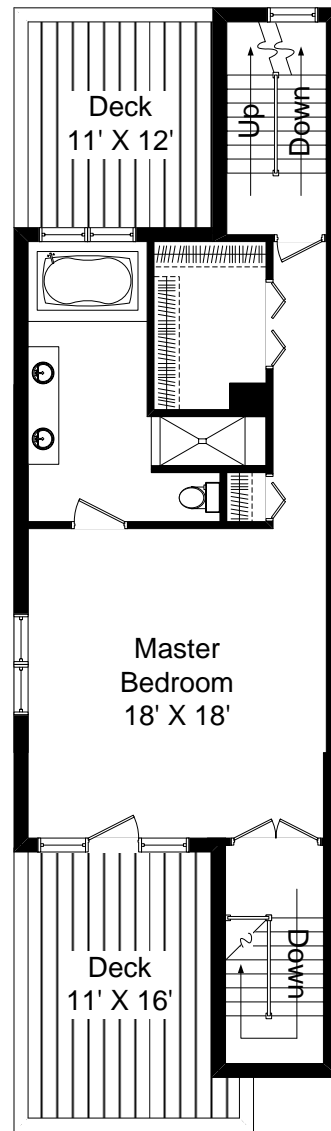 Deck
11' X 12'
Up
Down
Master
Bedroom
18' X 18'
Deck
11' X 16'
Down